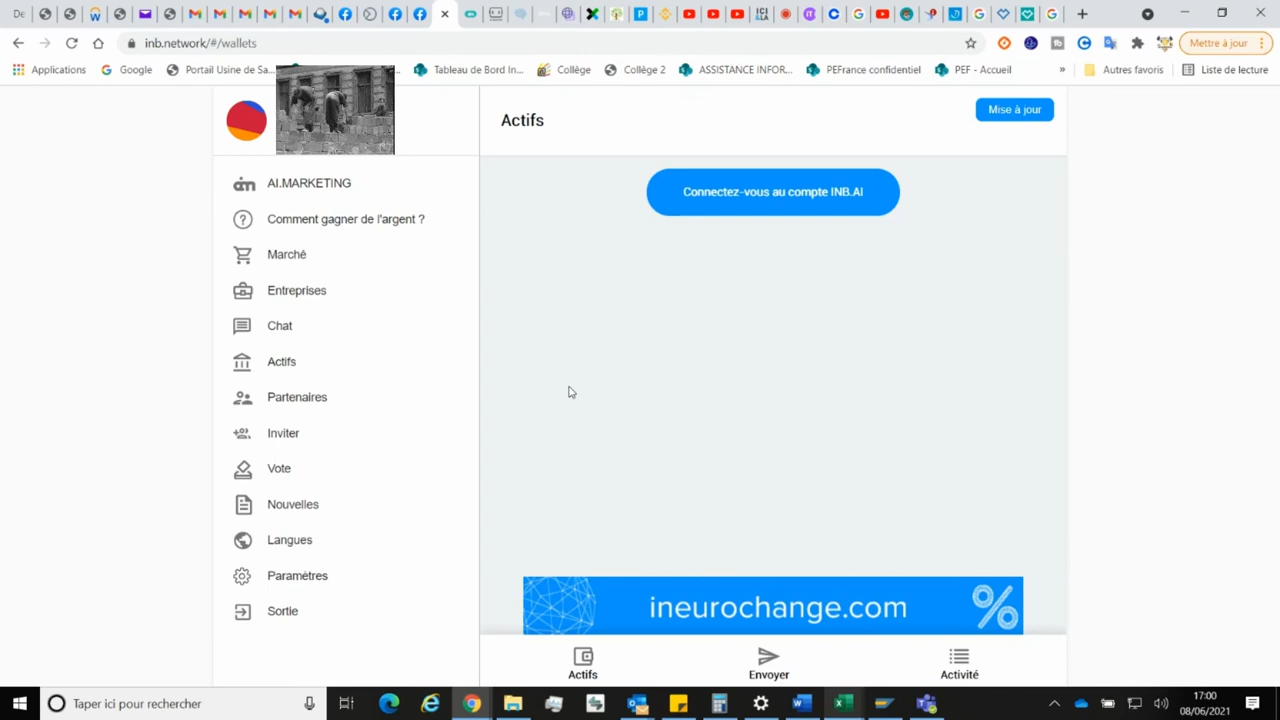 De
inb.network/#/wallets
Mettre à jour
Applications
Google
Portail Usine de Sa...
Tableau de Bord In...
Collège
Collège 2
ASSISTANCE INFOR...
PEFrance confidentiel
PEF - Accueil
»
Autres favoris
Liste de lecture
Actifs
Mise à jour
Connectez-vous au compte INB.AI
AI.MARKETING
Comment gagner de l'argent ?
Marché
Entreprises
Chat
Actifs
Partenaires
Inviter
Vote
Nouvelles
Langues
Paramètres
Sortie
ineurochange.com %
Actifs
Envoyer
Activité
Taper ici pour rechercher
17:00
08/06/2021